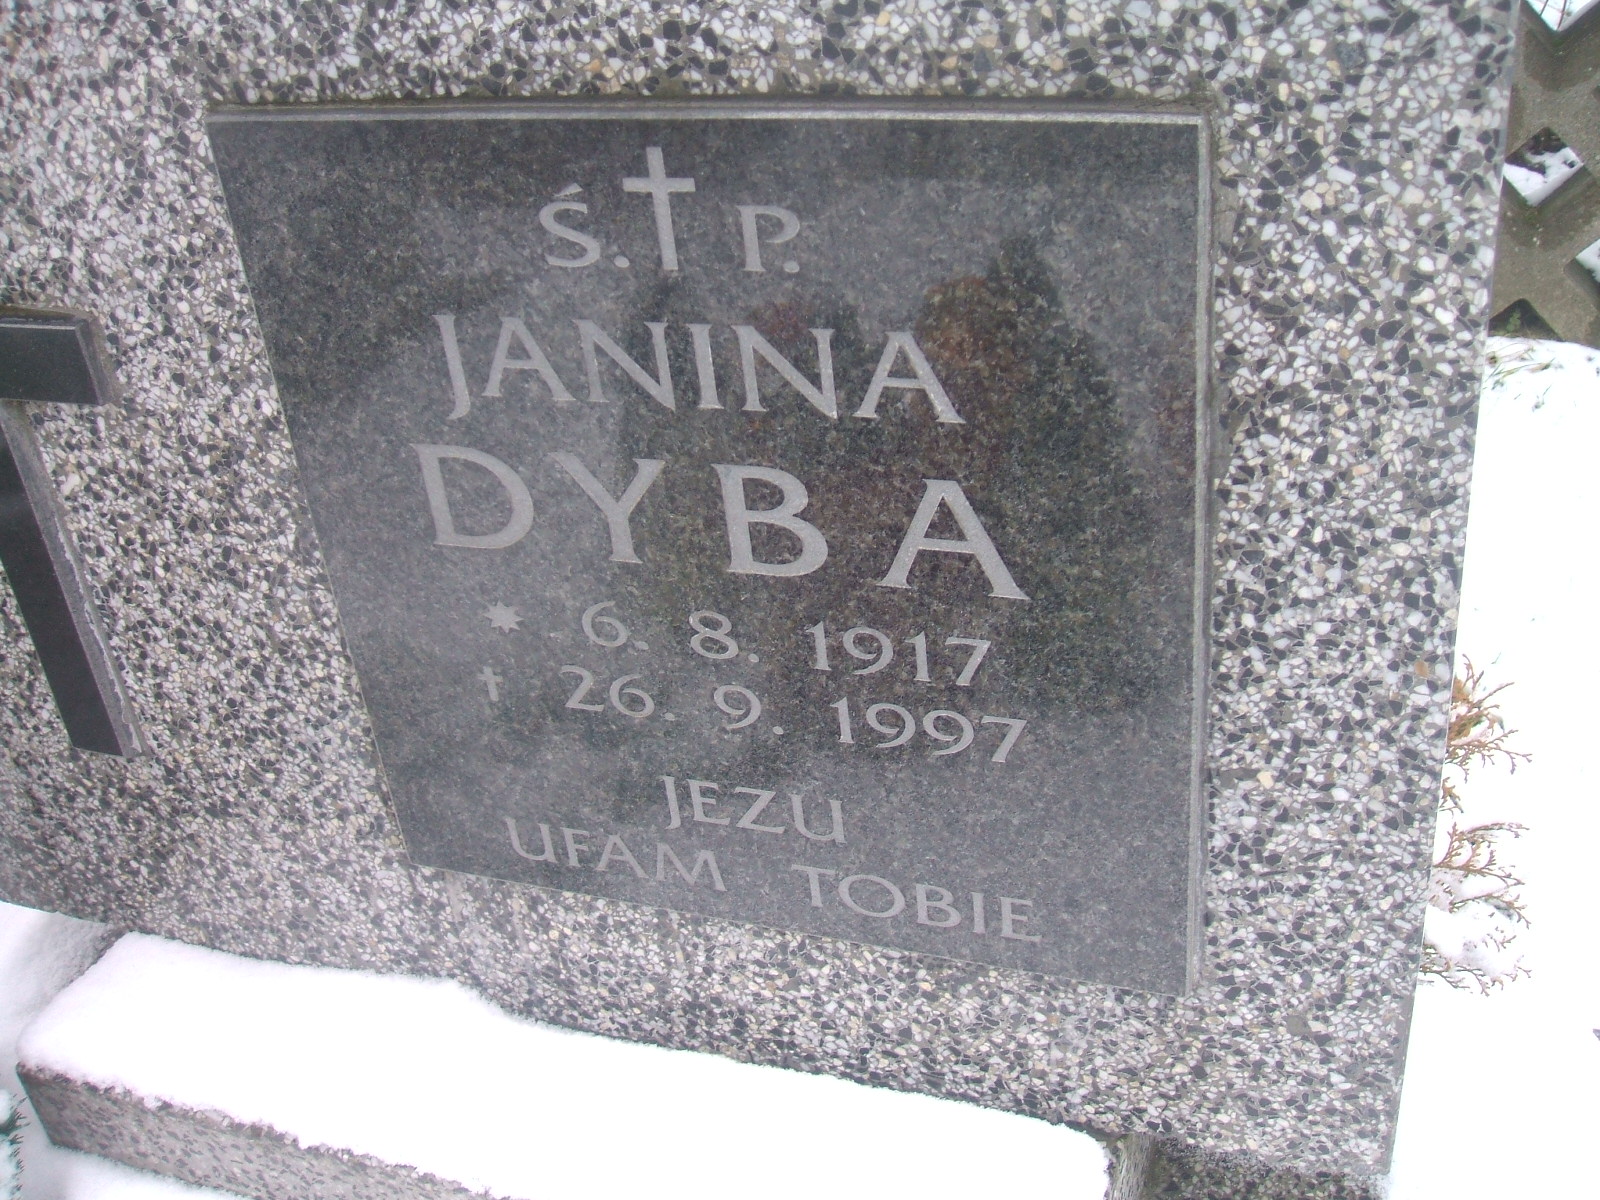 Ś.†P.
JANINA
DYBA
* 6. 8. 1917
† 26. 9. 1997
JEZU
UFAM TOBIE